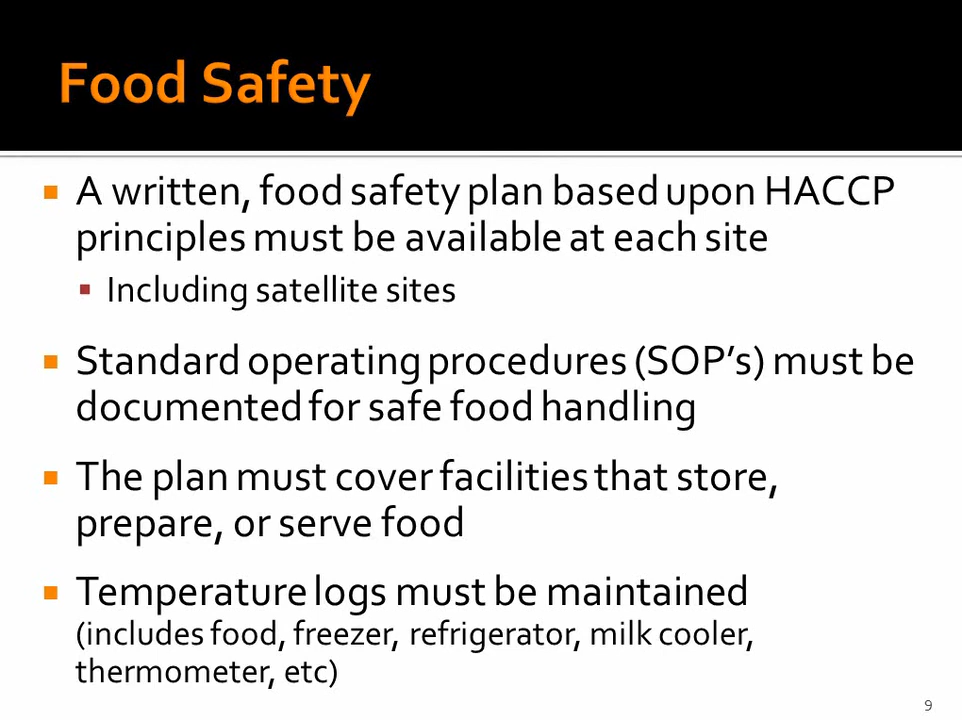 Food Safety
A written, food safety plan based upon HACCP
principles must be available at each site
Including satellite sites
Standard operating procedures (SOP’s) must be
documented for safe food handling
The plan must cover facilities that store,
prepare, or serve food
Temperature logs must be maintained
(includes food, freezer, refrigerator, milk cooler,
thermometer, etc)
9